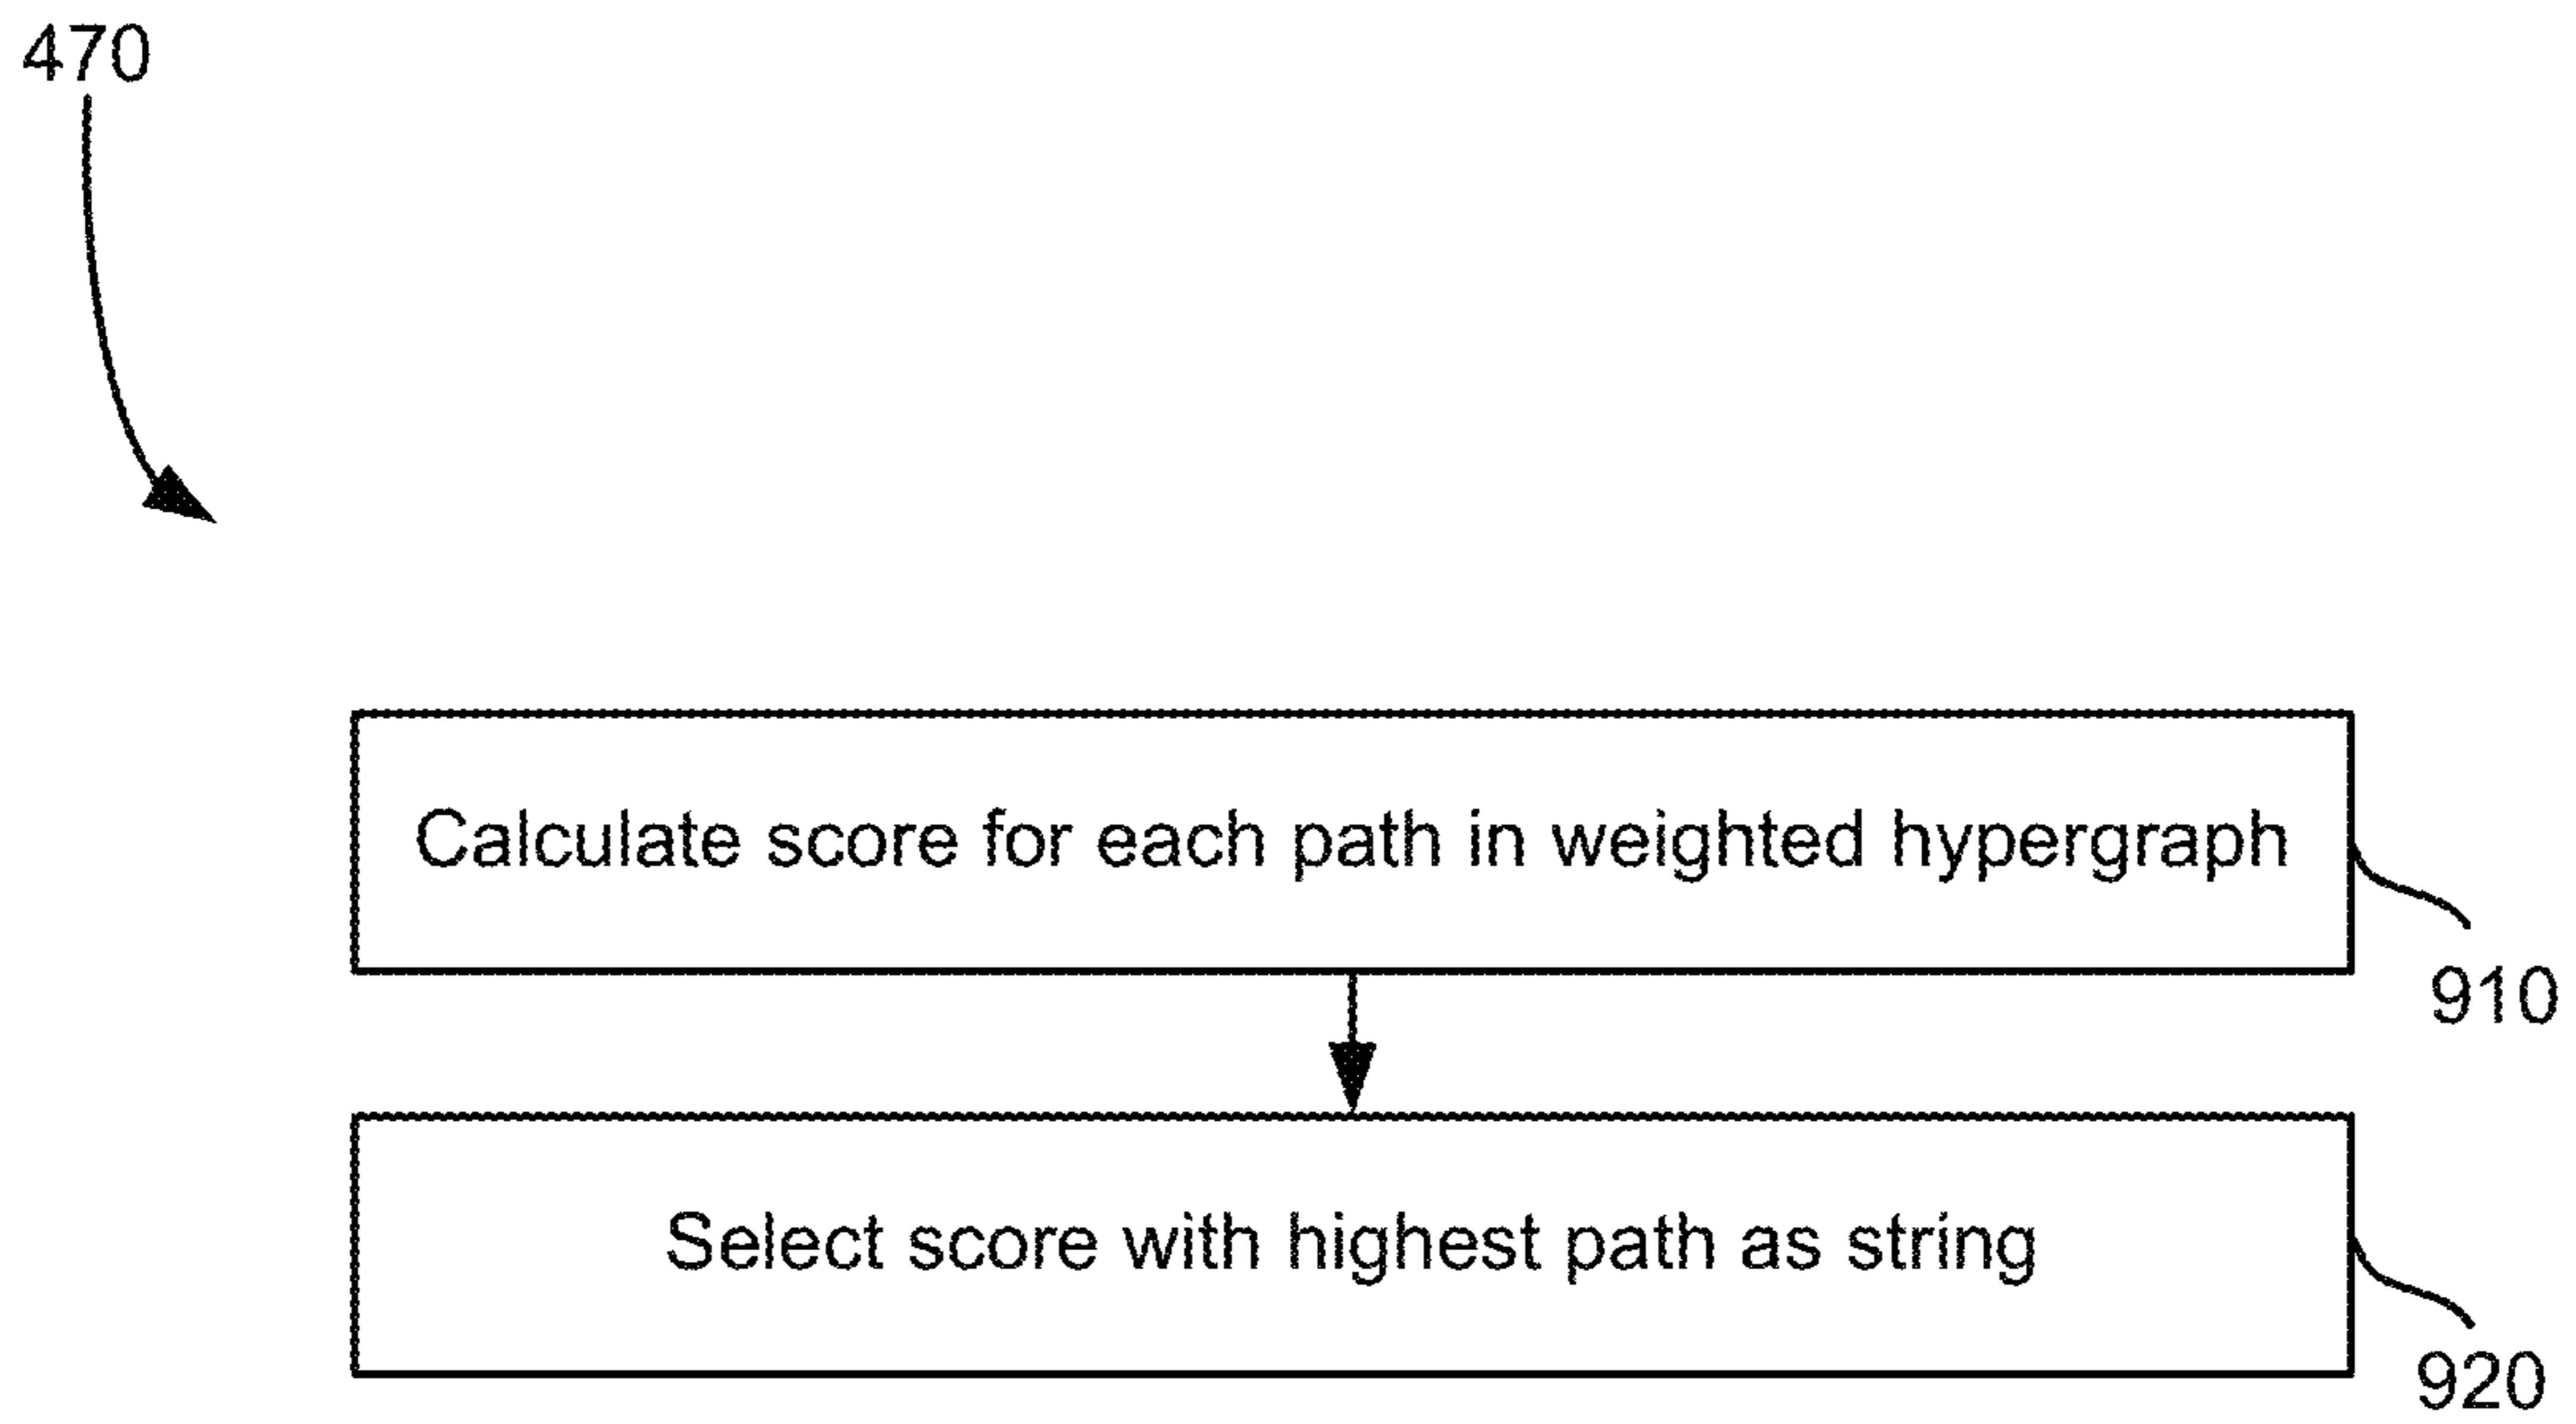 470
Calculate score for each path in weighted hypergraph
910
Select score with highest path as string
920